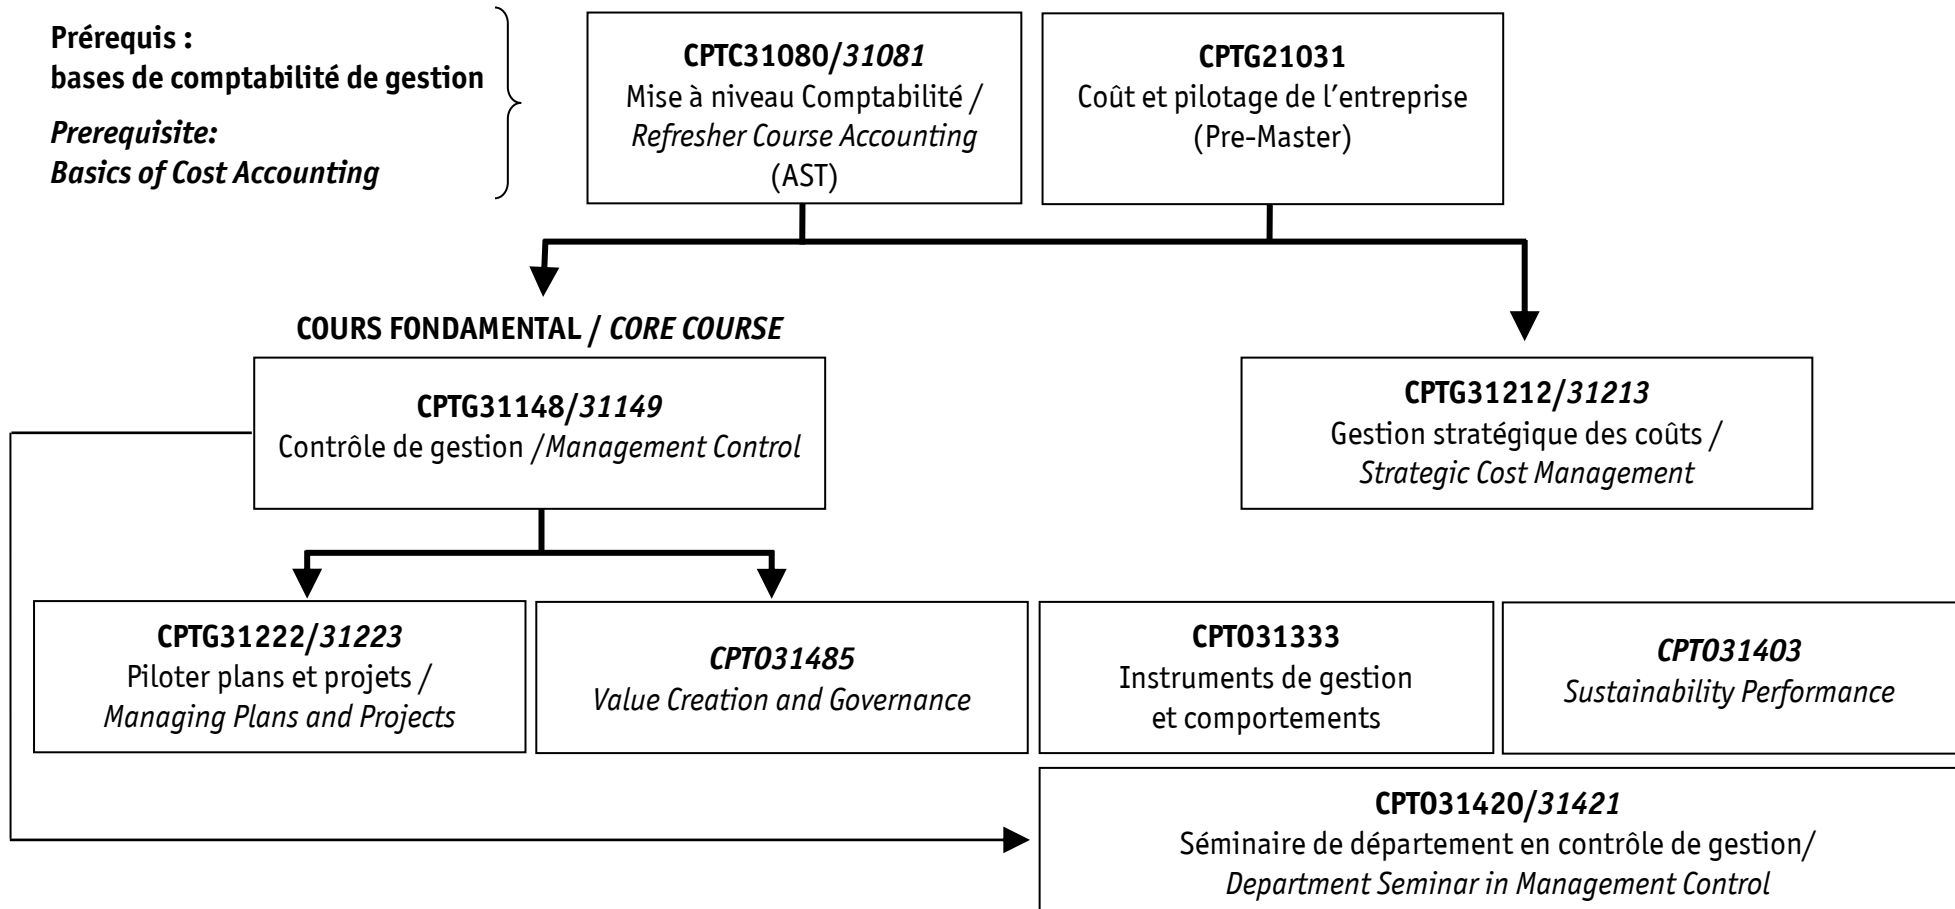 Prérequis :
bases de comptabilité de gestion
Prerequisite:
Basics of Cost Accounting
CPTC31080/31081
Mise à niveau Comptabilité /
Refresher Course Accounting
(AST)
CPTG21031
Coût et pilotage de l’entreprise
(Pre-Master)
COURS FONDAMENTAL / CORE COURSE
CPTG31148/31149
Contrôle de gestion /Management Control
CPTG31212/31213
Gestion stratégique des coûts /
Strategic Cost Management
CPTG31222/31223
Piloter plans et projets /
Managing Plans and Projects
CPTO31485
Value Creation and Governance
CPTO31333
Instruments de gestion
et comportements
CPTO31403
Sustainability Performance
CPTO31420/31421
Séminaire de département en contrôle de gestion/
Department Seminar in Management Control